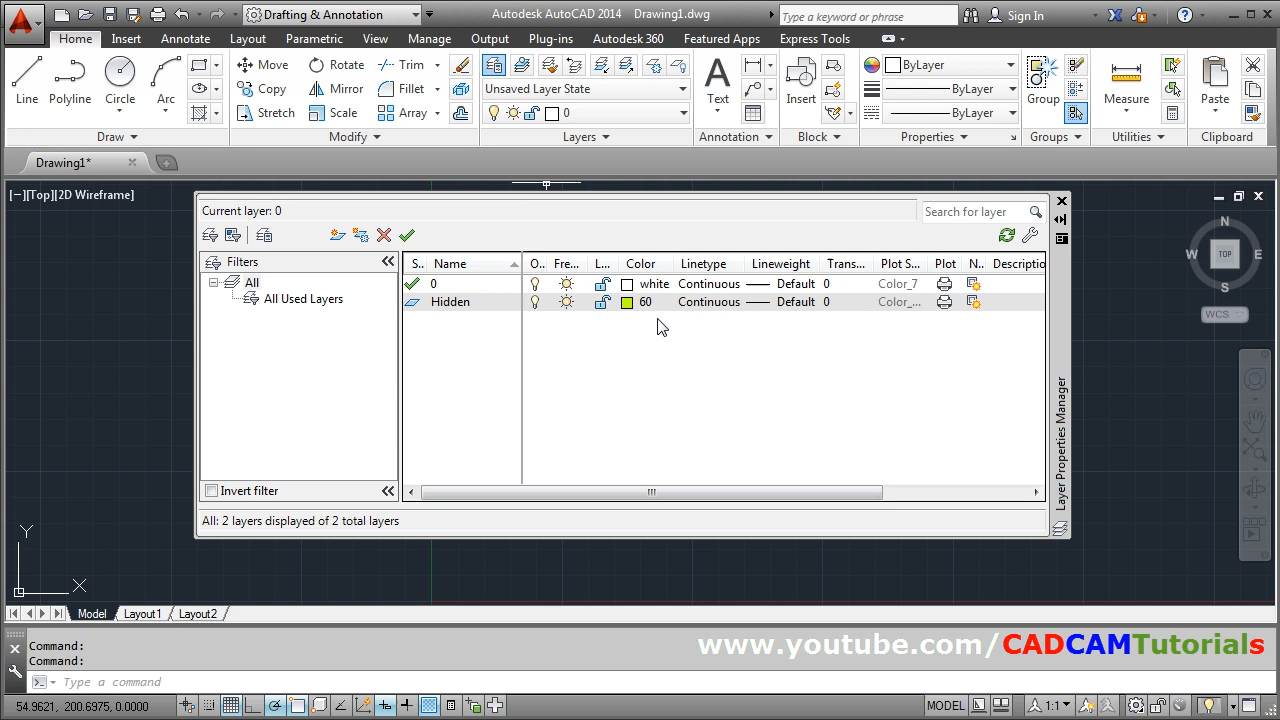 Drafting & Annotation
Autodesk AutoCAD 2014 Drawing1.dwg
Type a keyword or phrase
Sign In
Home Insert Annotate Layout Parametric View Manage Output Plug-ins Autodesk 360 Featured Apps Express Tools
Line Polyline Circle Arc
Move Rotate Trim
Copy Mirror Fillet
Stretch Scale Array
Unsaved Layer State
0
Text
Insert
ByLayer
ByLayer
ByLayer
Group
Measure
Paste
Draw Modify Layers Annotation Block Properties Groups Utilities Clipboard
Drawing1*
[−][Top][2D Wireframe]
Current layer: 0
Search for layer
Filters
All
All Used Layers
Invert filter
S.. Name O.. Fre... L... Color Linetype Lineweight Trans... Plot S... Plot N.. Descriptio
0 white Continuous Default 0 Color_7
Hidden 60 Continuous Default 0 Color_...
All: 2 layers displayed of 2 total layers
Layer Properties Manager
N
W TOP E
S
WCS
Y
X
Model Layout1 Layout2
Command:
Command:
Type a command
www.youtube.com/CADCAMTutorials
54.9621, 200.6975, 0.0000
MODEL
1:1